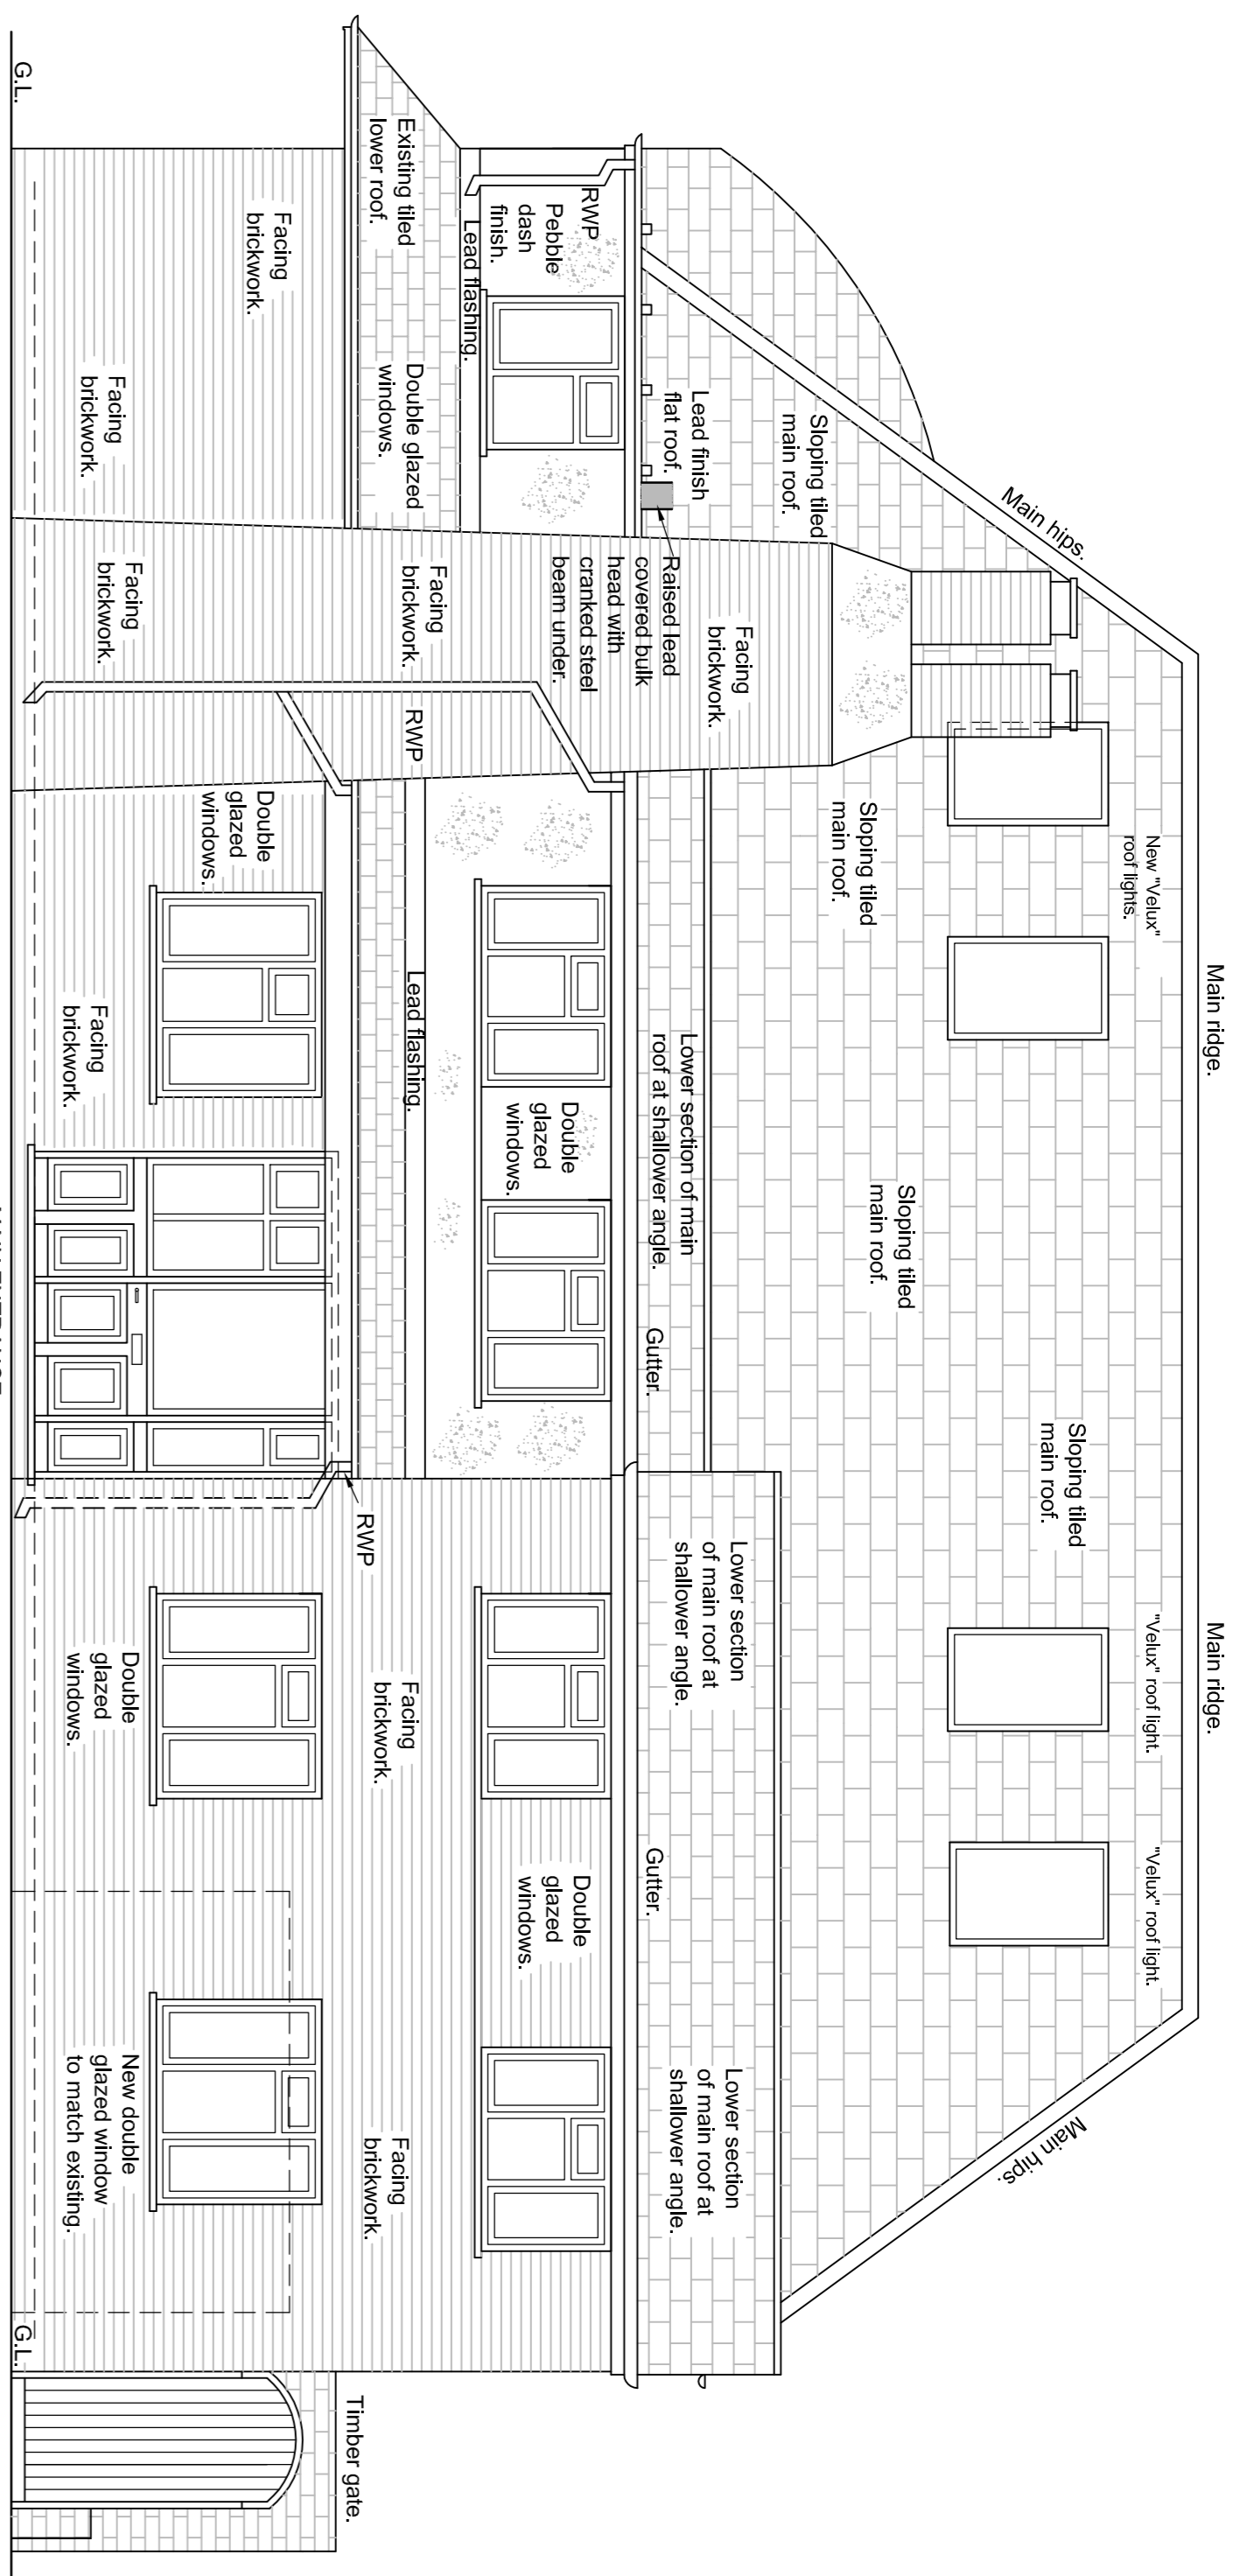 Main ridge.
Main ridge.
New "Velux"
roof lights.
"Velux" roof light.
"Velux" roof light.
Main hips.
Main hips.
Sloping tiled
main roof.
Sloping tiled
main roof.
Sloping tiled
main roof.
Sloping tiled
main roof.
Lead finish
flat roof.
Facing
brickwork.
Raised lead
covered bulk
head with
cranked steel
beam under.
Lower section of main
roof at shallower angle.
Gutter.
Lower section
of main roof at
shallower angle.
Gutter.
Lower section
of main roof at
shallower angle.
RWP
Pebble
dash
finish.
Lead flashing.
Double
glazed
windows.
Double
glazed
windows.
Existing tiled
lower roof.
Double glazed
windows.
Facing
brickwork.
RWP
Lead flashing.
RWP
Facing
brickwork.
Facing
brickwork.
Timber gate.
Facing
brickwork.
Double
glazed
windows.
Facing
brickwork.
Facing
brickwork.
Facing
brickwork.
Double
glazed
windows.
New double
glazed window
to match existing.
G.L.
G.L.